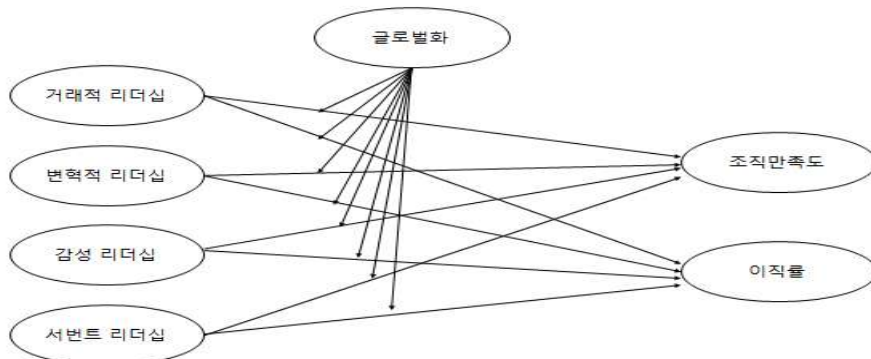 글로벌화
거래적 리더십
변혁적 리더십
조직만족도
감성 리더십
이직률
서번트 리더십